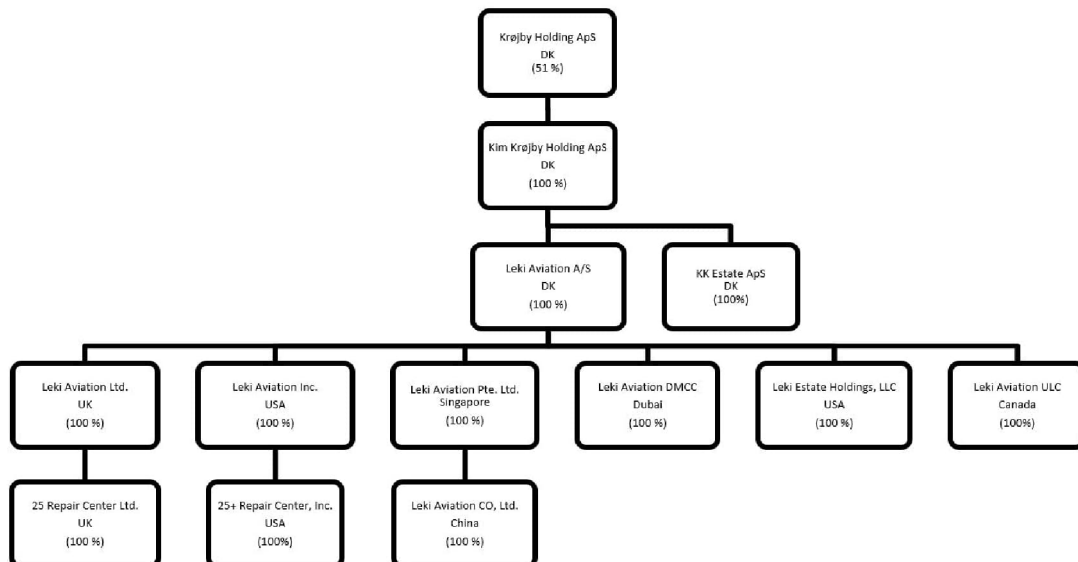 Krøjby Holding ApS
DK
(51 %)
Kim Krøjby Holding ApS
DK
(100 %)
Leki Aviation A/S
DK
(100 %)
KK Estate ApS
DK
(100%)
Leki Aviation Ltd.
UK
(100 %)
Leki Aviation Inc.
USA
(100 %)
Leki Aviation Pte. Ltd.
Singapore
(100 %)
Leki Aviation DMCC
Dubai
(100 %)
Leki Estate Holdings, LLC
USA
(100 %)
Leki Aviation ULC
Canada
(100%)
25 Repair Center Ltd.
UK
(100 %)
25+ Repair Center, Inc.
USA
(100%)
Leki Aviation CO, Ltd.
China
(100 %)